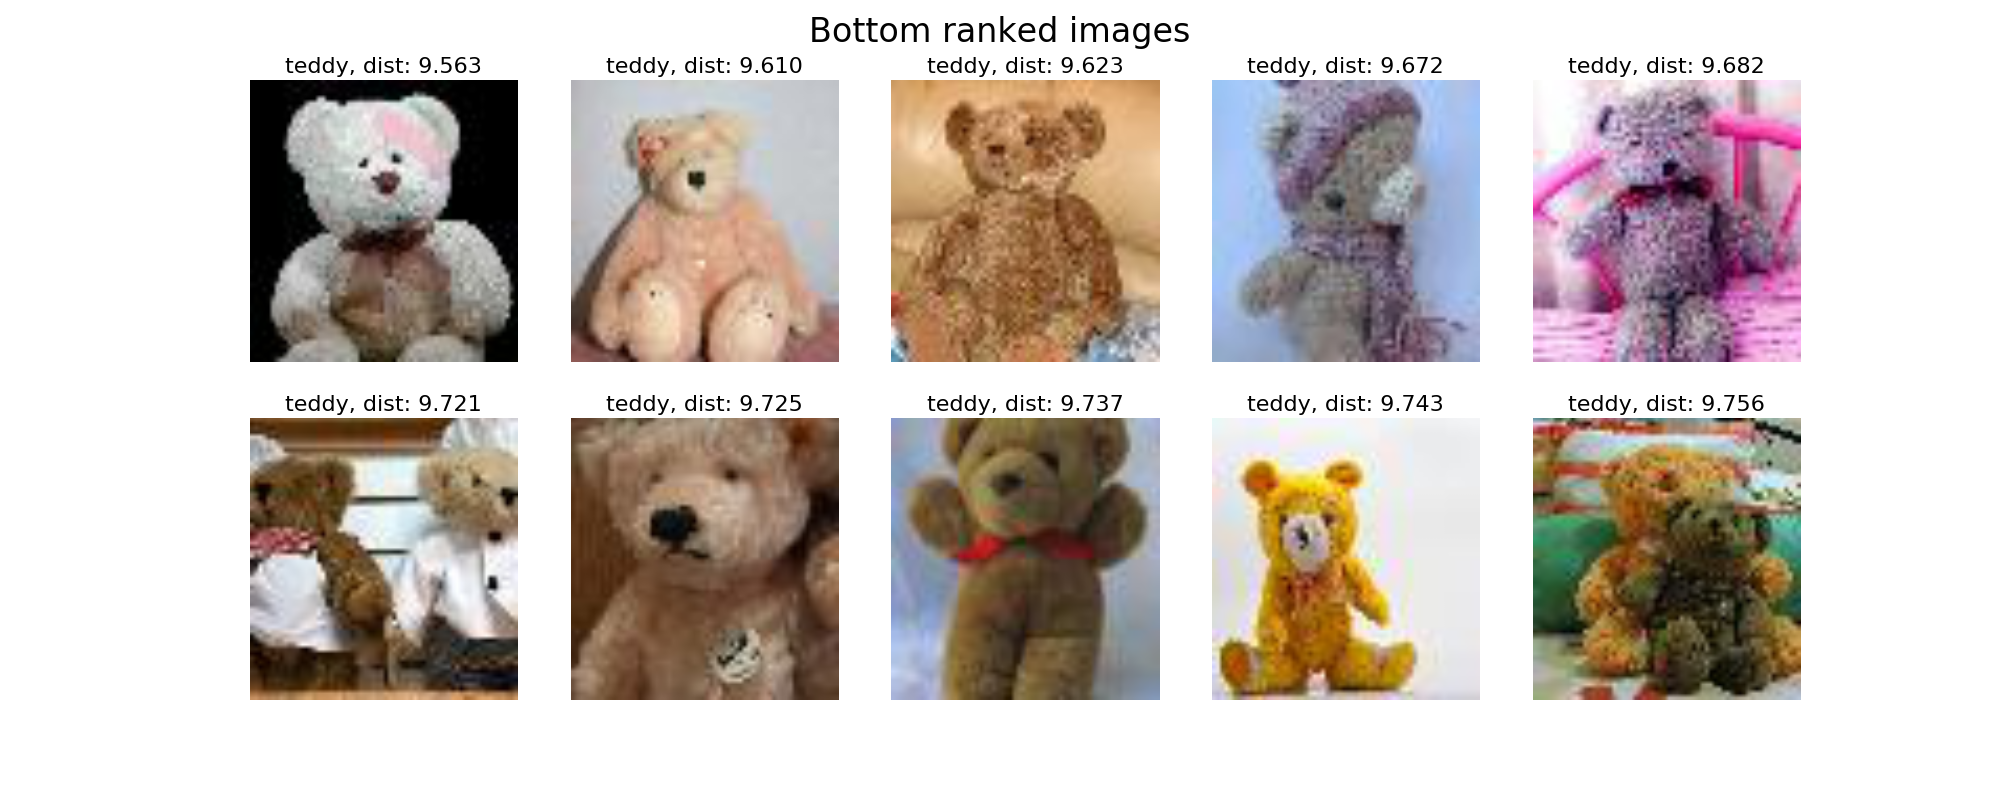 Bottom ranked images
teddy, dist: 9.563
teddy, dist: 9.610
teddy, dist: 9.623
teddy, dist: 9.672
teddy, dist: 9.682
teddy, dist: 9.721
teddy, dist: 9.725
teddy, dist: 9.737
teddy, dist: 9.743
teddy, dist: 9.756